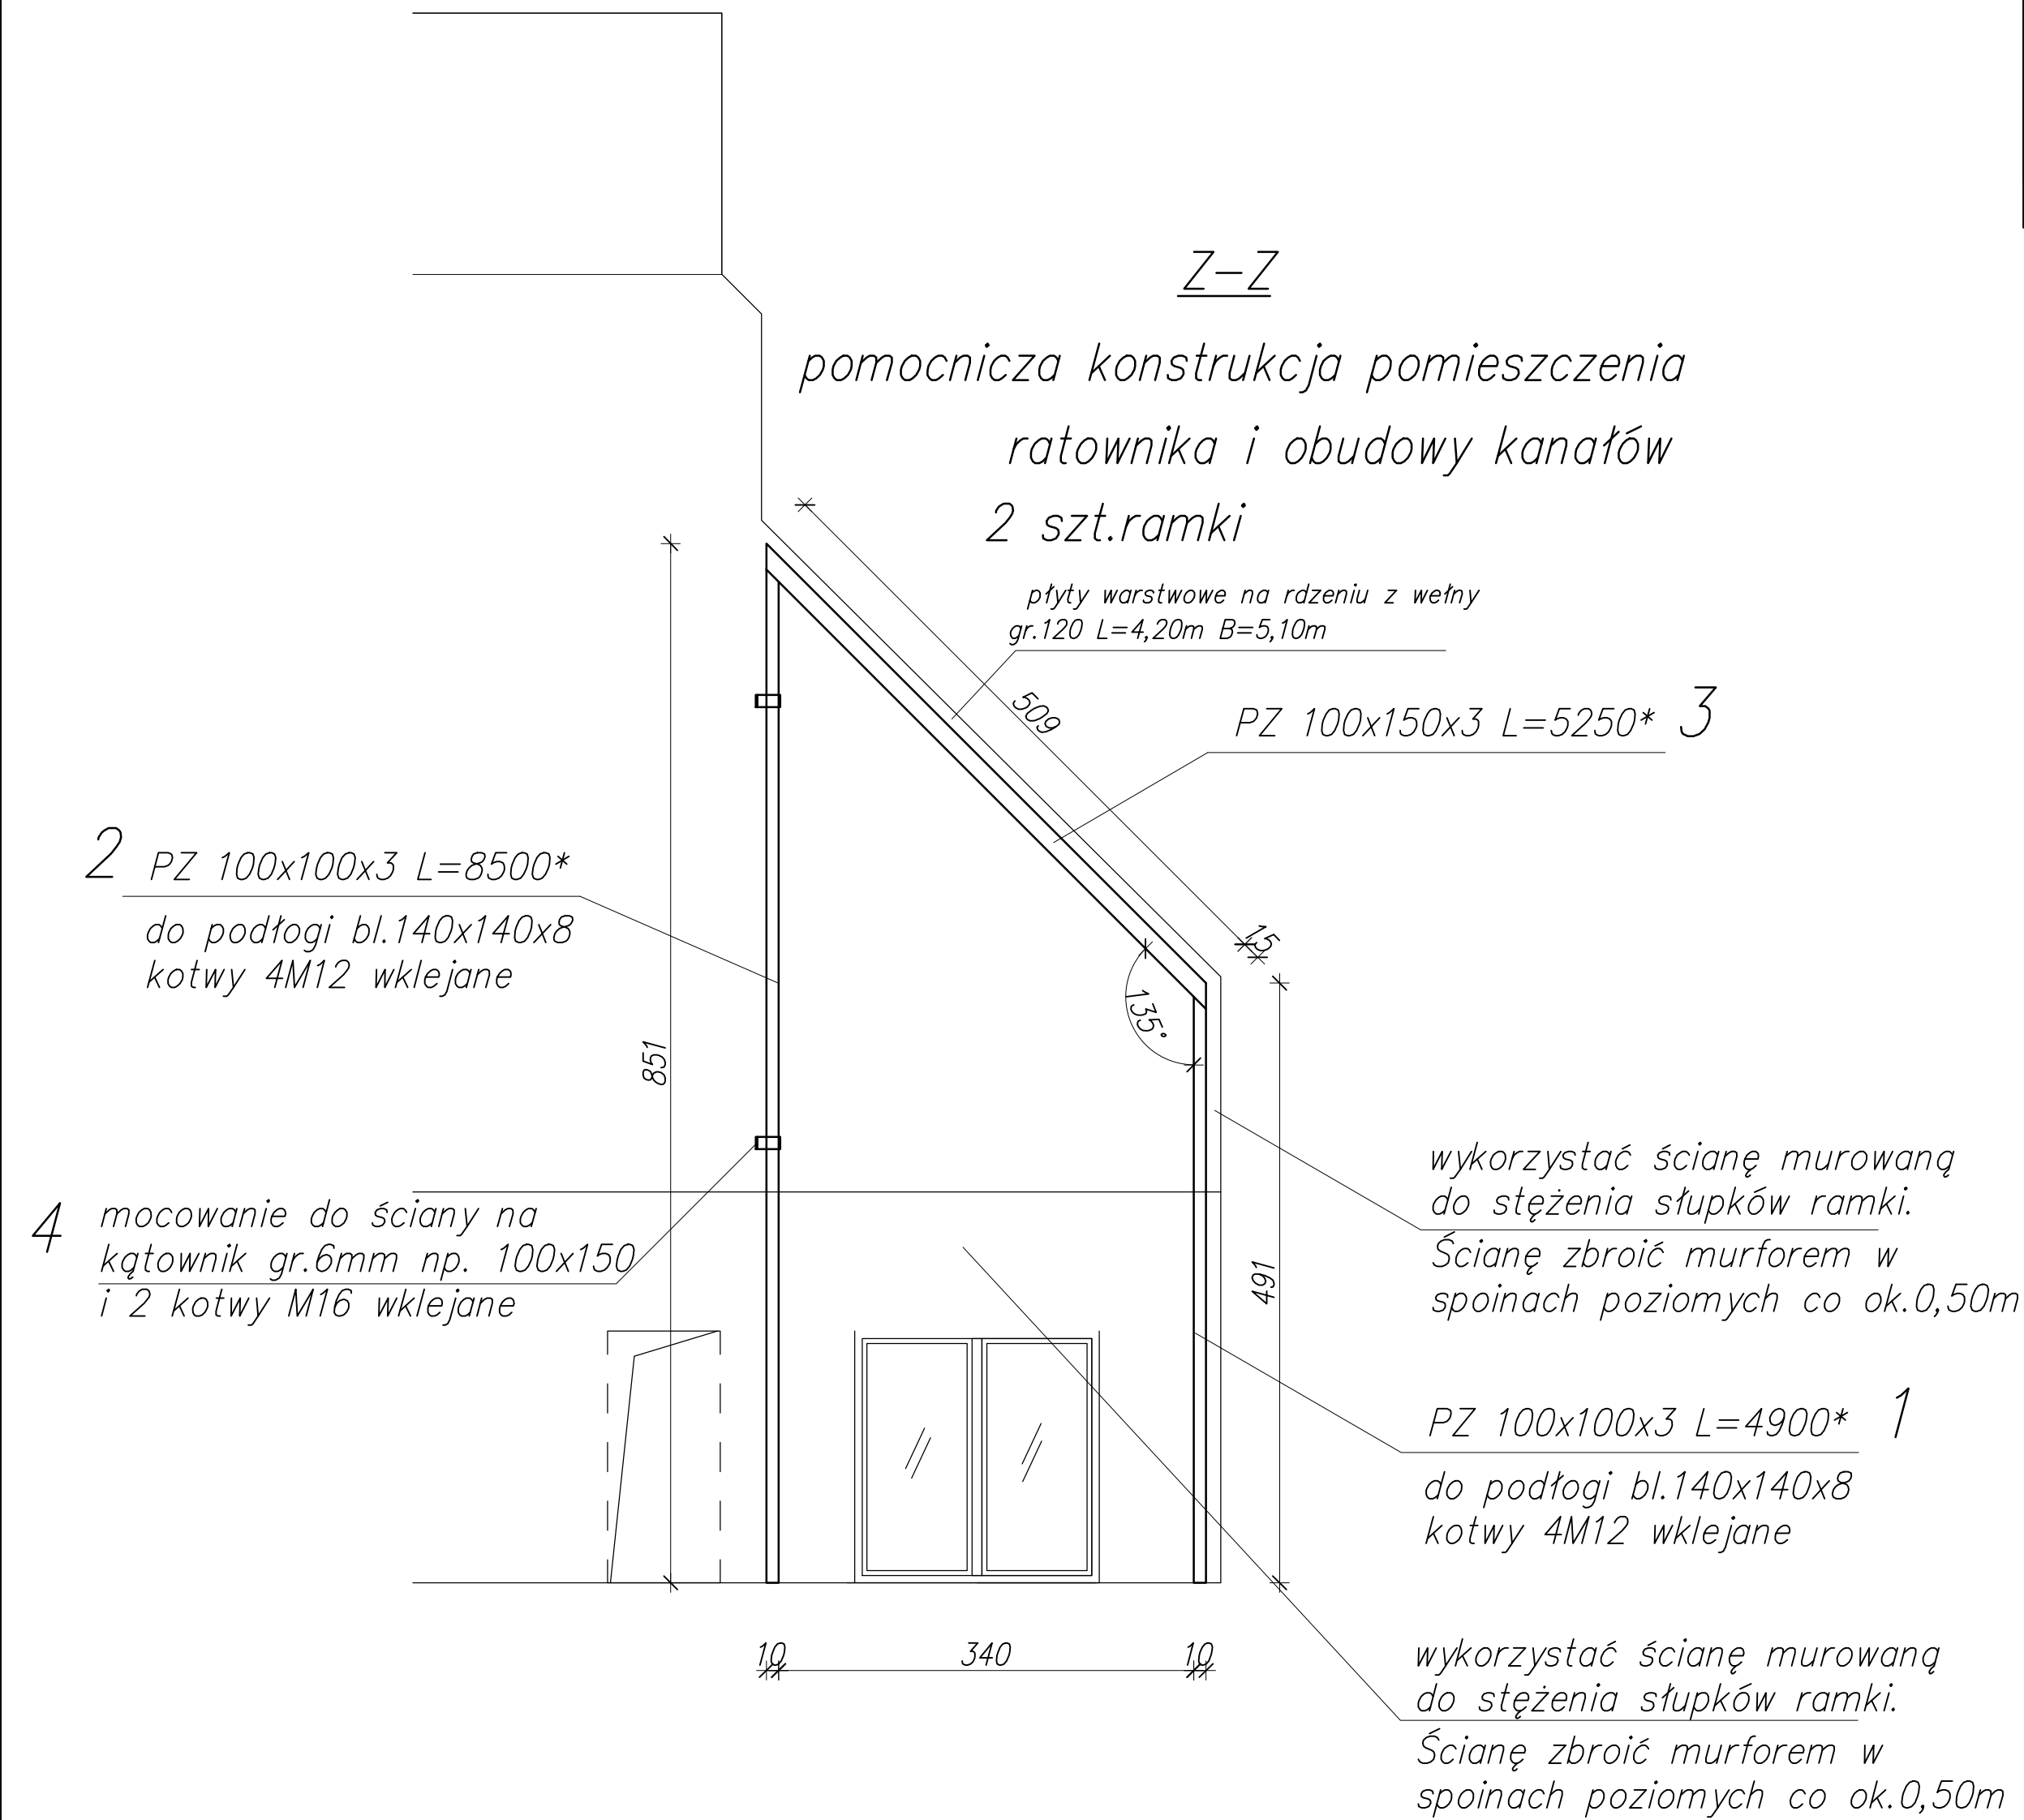 Z-Z
pomocnicza konstrukcja pomieszczenia
ratownika i obudowy kanałów
2 szt.ramki
płyty warstwowe na rdzeniu z wełny
gr.120 L=4,20m B=5,10m
509
PZ 100x150x3 L=5250* 3
2 PZ 100x100x3 L=8500*
do podłogi bl.140x140x8
kotwy 4M12 wklejane
15
135°
851
4 mocowanie do ściany na
kątownik gr.6mm np. 100x150
i 2 kotwy M16 wklejane
wykorzystać ścianę murowaną
do stężenia słupków ramki.
Ścianę zbroić murforem w
spoinach poziomych co ok.0,50m
491
PZ 100x100x3 L=4900* 1
do podłogi bl.140x140x8
kotwy 4M12 wklejane
10 340 10
wykorzystać ścianę murowaną
do stężenia słupków ramki.
Ścianę zbroić murforem w
spoinach poziomych co ok.0,50m